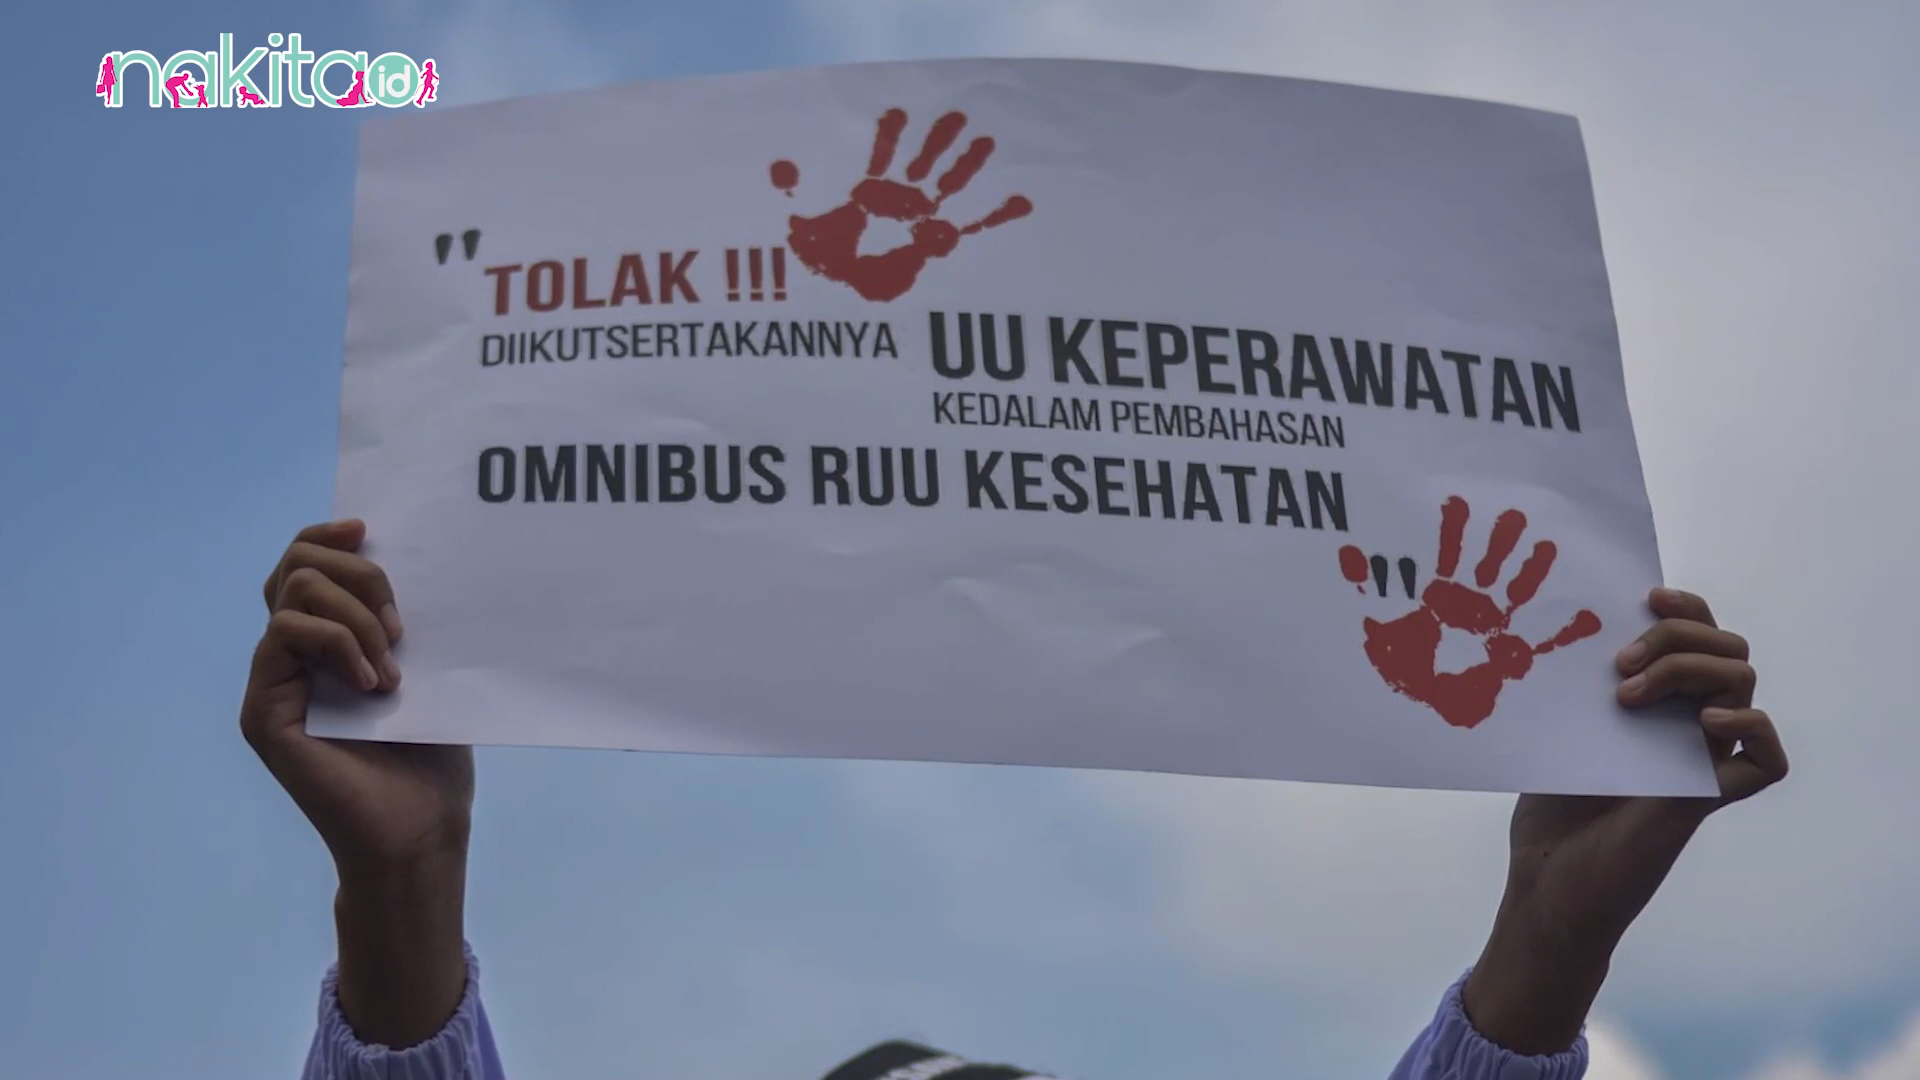 nakita id
" TOLAK !!!
DIIKUTSERTAKANNYA UU KEPERAWATAN
KEDALAM PEMBAHASAN
OMNIBUS RUU KESEHATAN "